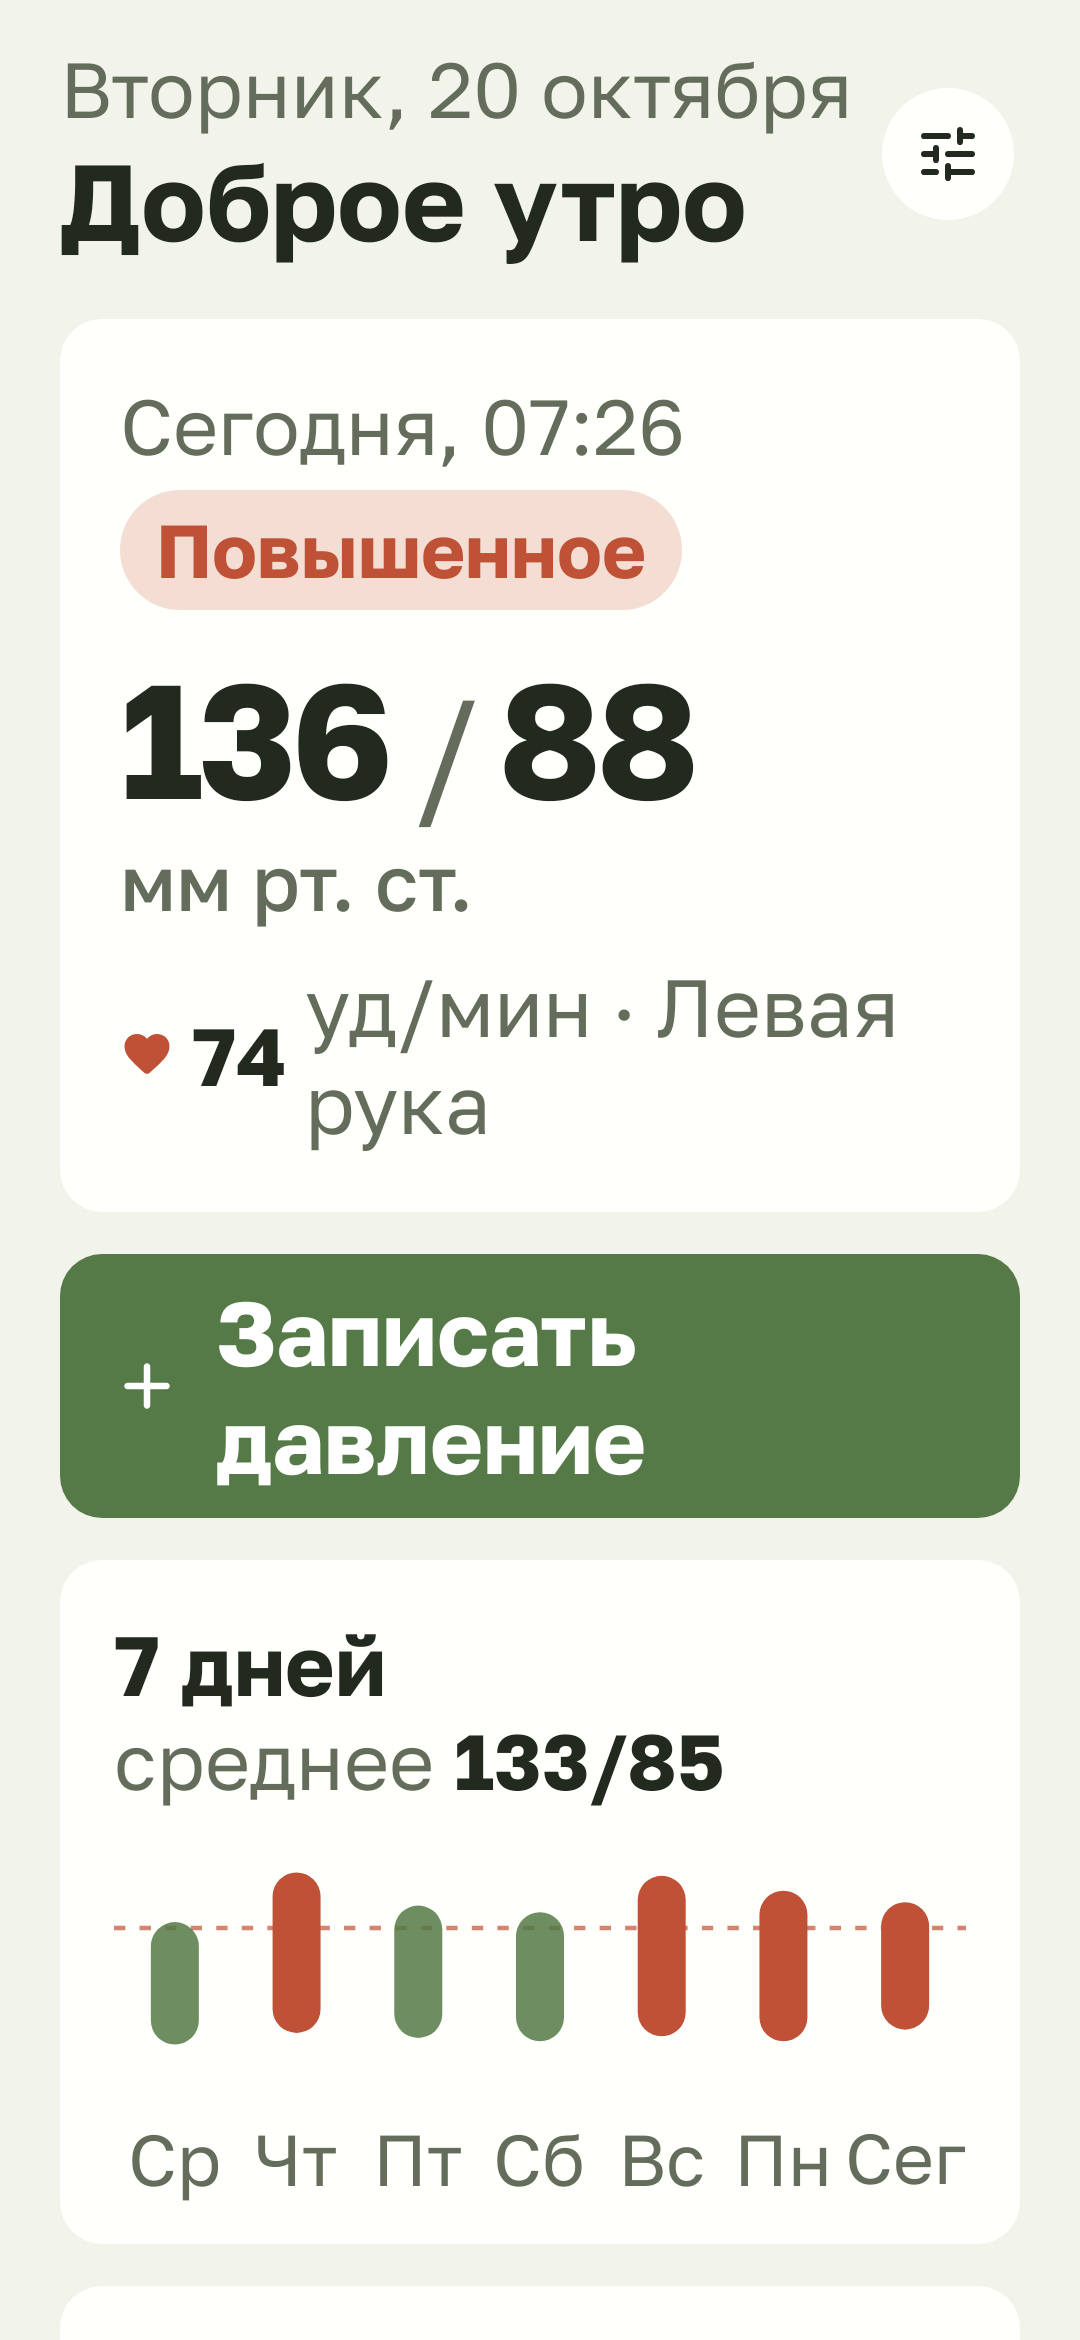 Вторник, 20 октября
Доброе утро
Сегодня, 07:26
Повышенное
136 / 88
мм рт. ст.
74 уд/мин · Левая
рука
Записать
давление
7 дней
среднее 133/85
Ср Чт Пт Сб Вс Пн Сег